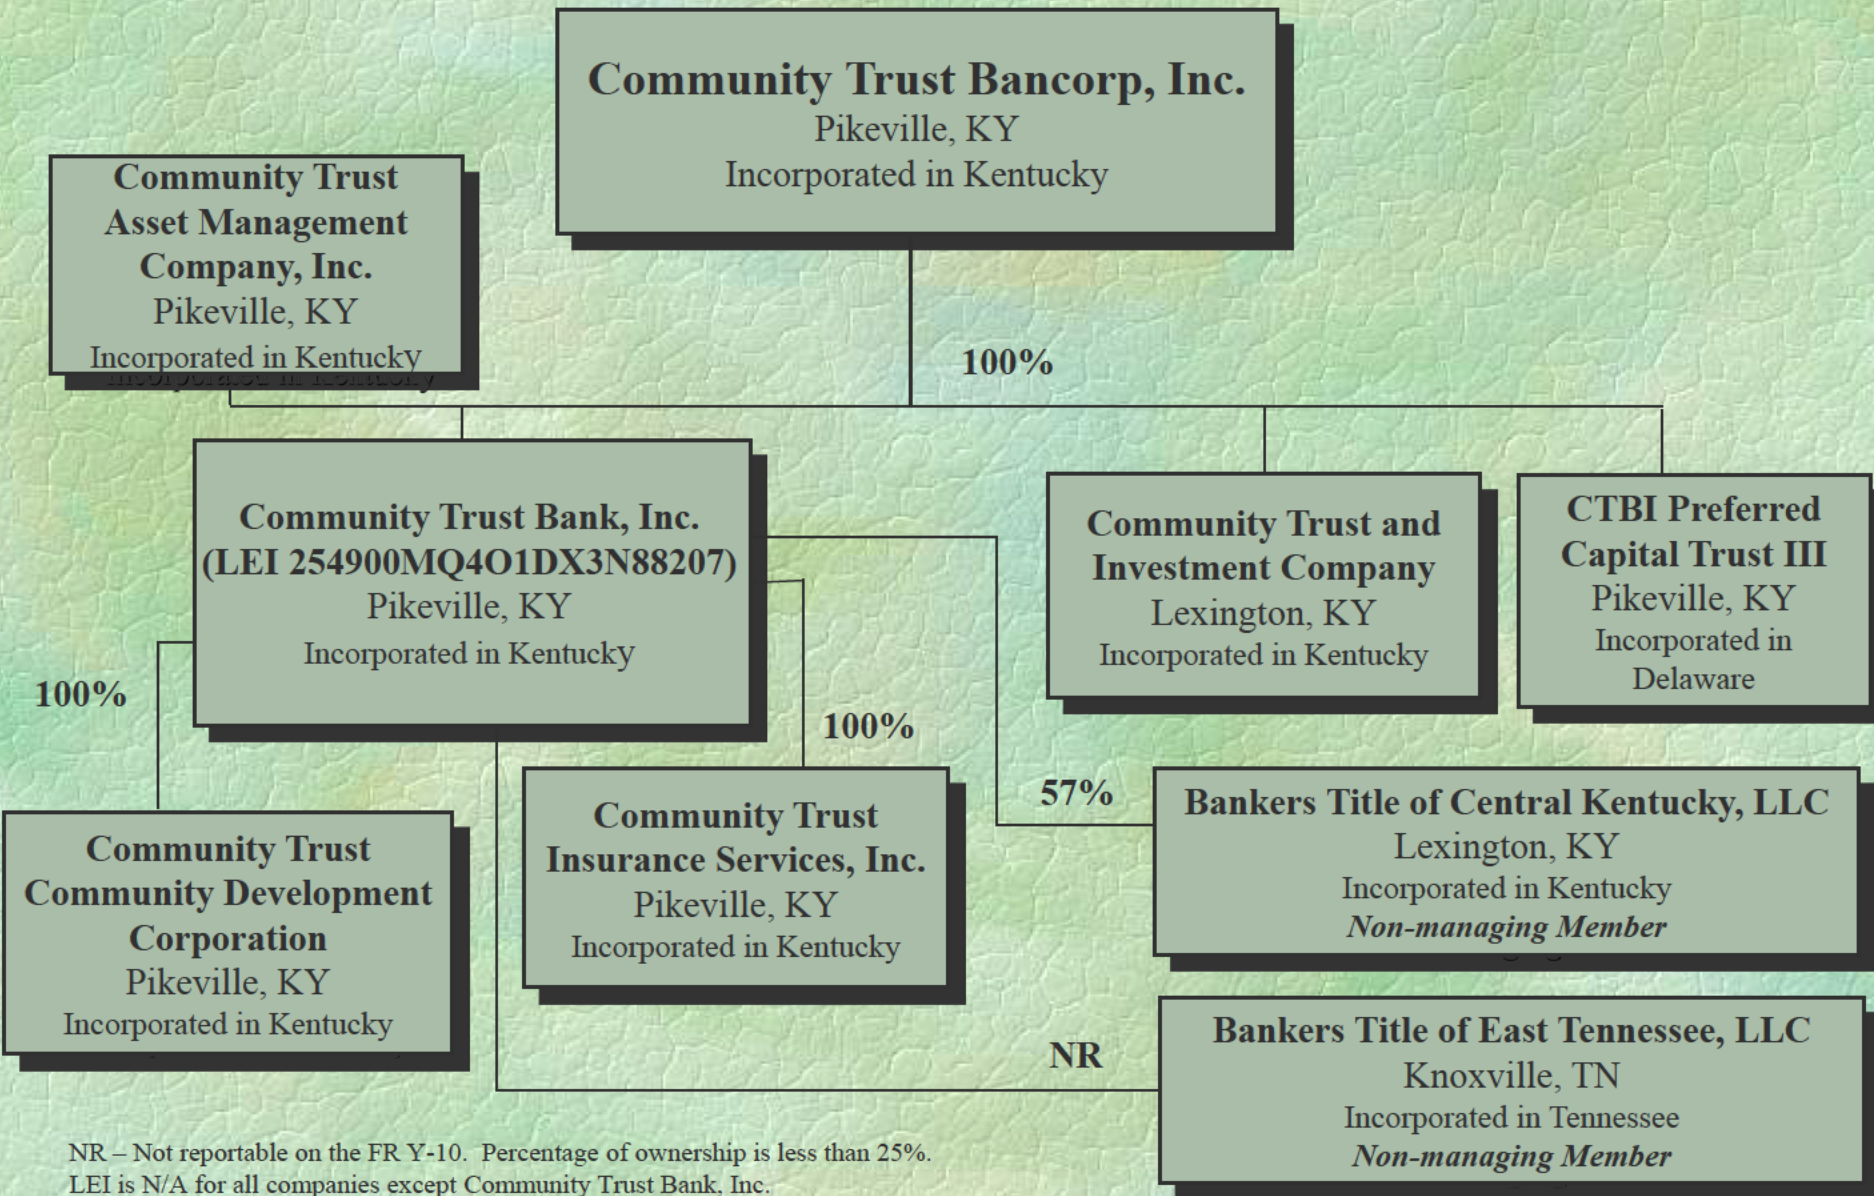 Community Trust Bancorp, Inc.
Pikeville, KY
Incorporated in Kentucky
Community Trust
Asset Management
Company, Inc.
Pikeville, KY
Incorporated in Kentucky
100%
Community Trust Bank, Inc.
(LEI 254900MQ4O1DX3N88207)
Pikeville, KY
Incorporated in Kentucky
Community Trust and
Investment Company
Lexington, KY
Incorporated in Kentucky
CTBI Preferred
Capital Trust III
Pikeville, KY
Incorporated in
Delaware
100%
100%
57%
Community Trust
Community Development
Corporation
Pikeville, KY
Incorporated in Kentucky
Community Trust
Insurance Services, Inc.
Pikeville, KY
Incorporated in Kentucky
Bankers Title of Central Kentucky, LLC
Lexington, KY
Incorporated in Kentucky
Non-managing Member
NR
Bankers Title of East Tennessee, LLC
Knoxville, TN
Incorporated in Tennessee
Non-managing Member
NR – Not reportable on the FR Y-10. Percentage of ownership is less than 25%.
LEI is N/A for all companies except Community Trust Bank, Inc.